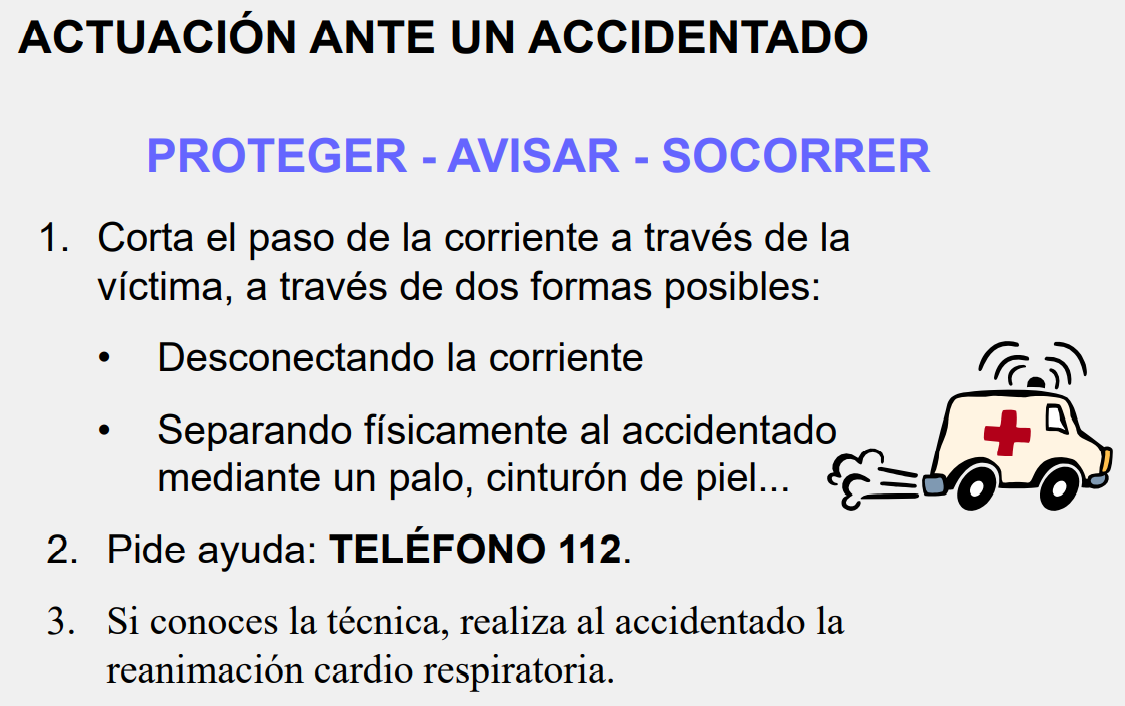 ACTUACIÓN ANTE UN ACCIDENTADO
PROTEGER - AVISAR - SOCORRER
1. Corta el paso de la corriente a través de la
víctima, a través de dos formas posibles:
• Desconectando la corriente
• Separando físicamente al accidentado
mediante un palo, cinturón de piel...
2. Pide ayuda: TELÉFONO 112.
3. Si conoces la técnica, realiza al accidentado la
reanimación cardio respiratoria.